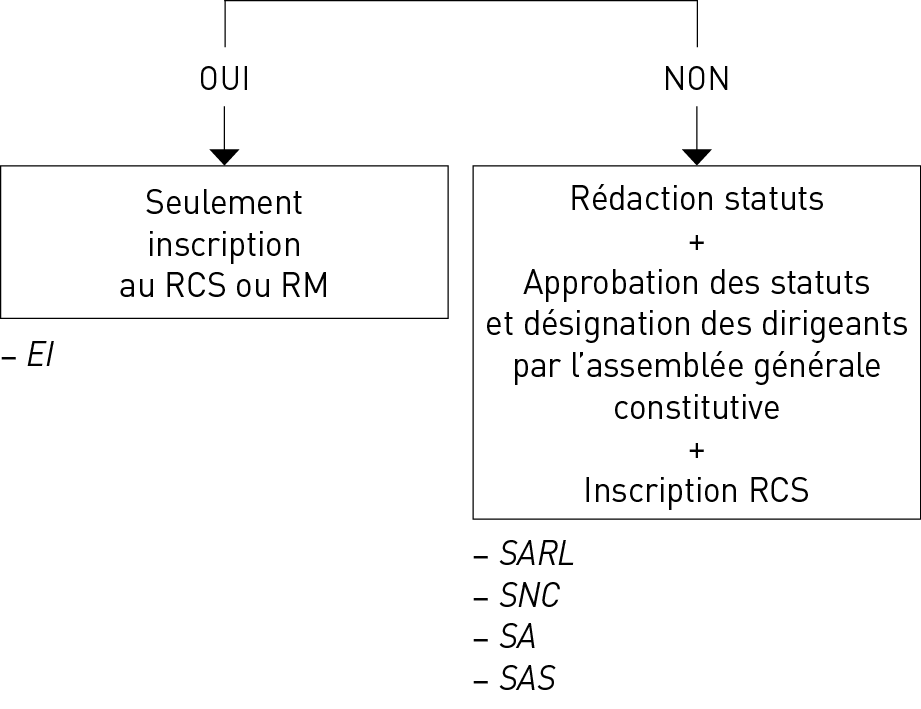 OUI
NON
Seulement
inscription
au RCS ou RM
– EI
Rédaction statuts
+
Approbation des statuts
et désignation des dirigeants
par l’assemblée générale
constitutive
+
Inscription RCS
– SARL
– SNC
– SA
– SAS